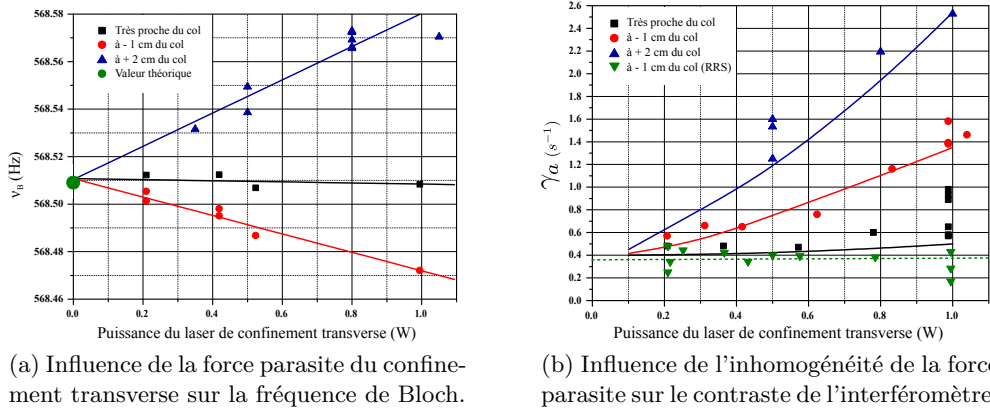 568.59
568.58
568.56
568.54
568.52
568.51
568.50
568.48
568.46
0.0
0.2
0.4
0.6
0.8
1.0
ν_B (Hz)
Très proche du col
à - 1 cm du col
à + 2 cm du col
Valeur théorique
Puissance du laser de confinement transverse (W)
(a) Influence de la force parasite du confine-
ment transverse sur la fréquence de Bloch.
2.6
2.4
2.2
2.0
1.8
1.6
1.4
1.2
1.0
0.8
0.6
0.4
0.2
0.0
0.0
0.2
0.4
0.6
0.8
1.0
γ_a (s⁻¹)
Très proche du col
à - 1 cm du col
à + 2 cm du col
à - 1 cm du col (RRS)
Puissance du laser de confinement transverse (W)
(b) Influence de l'inhomogénéité de la force
parasite sur le contraste de l'interféromètre